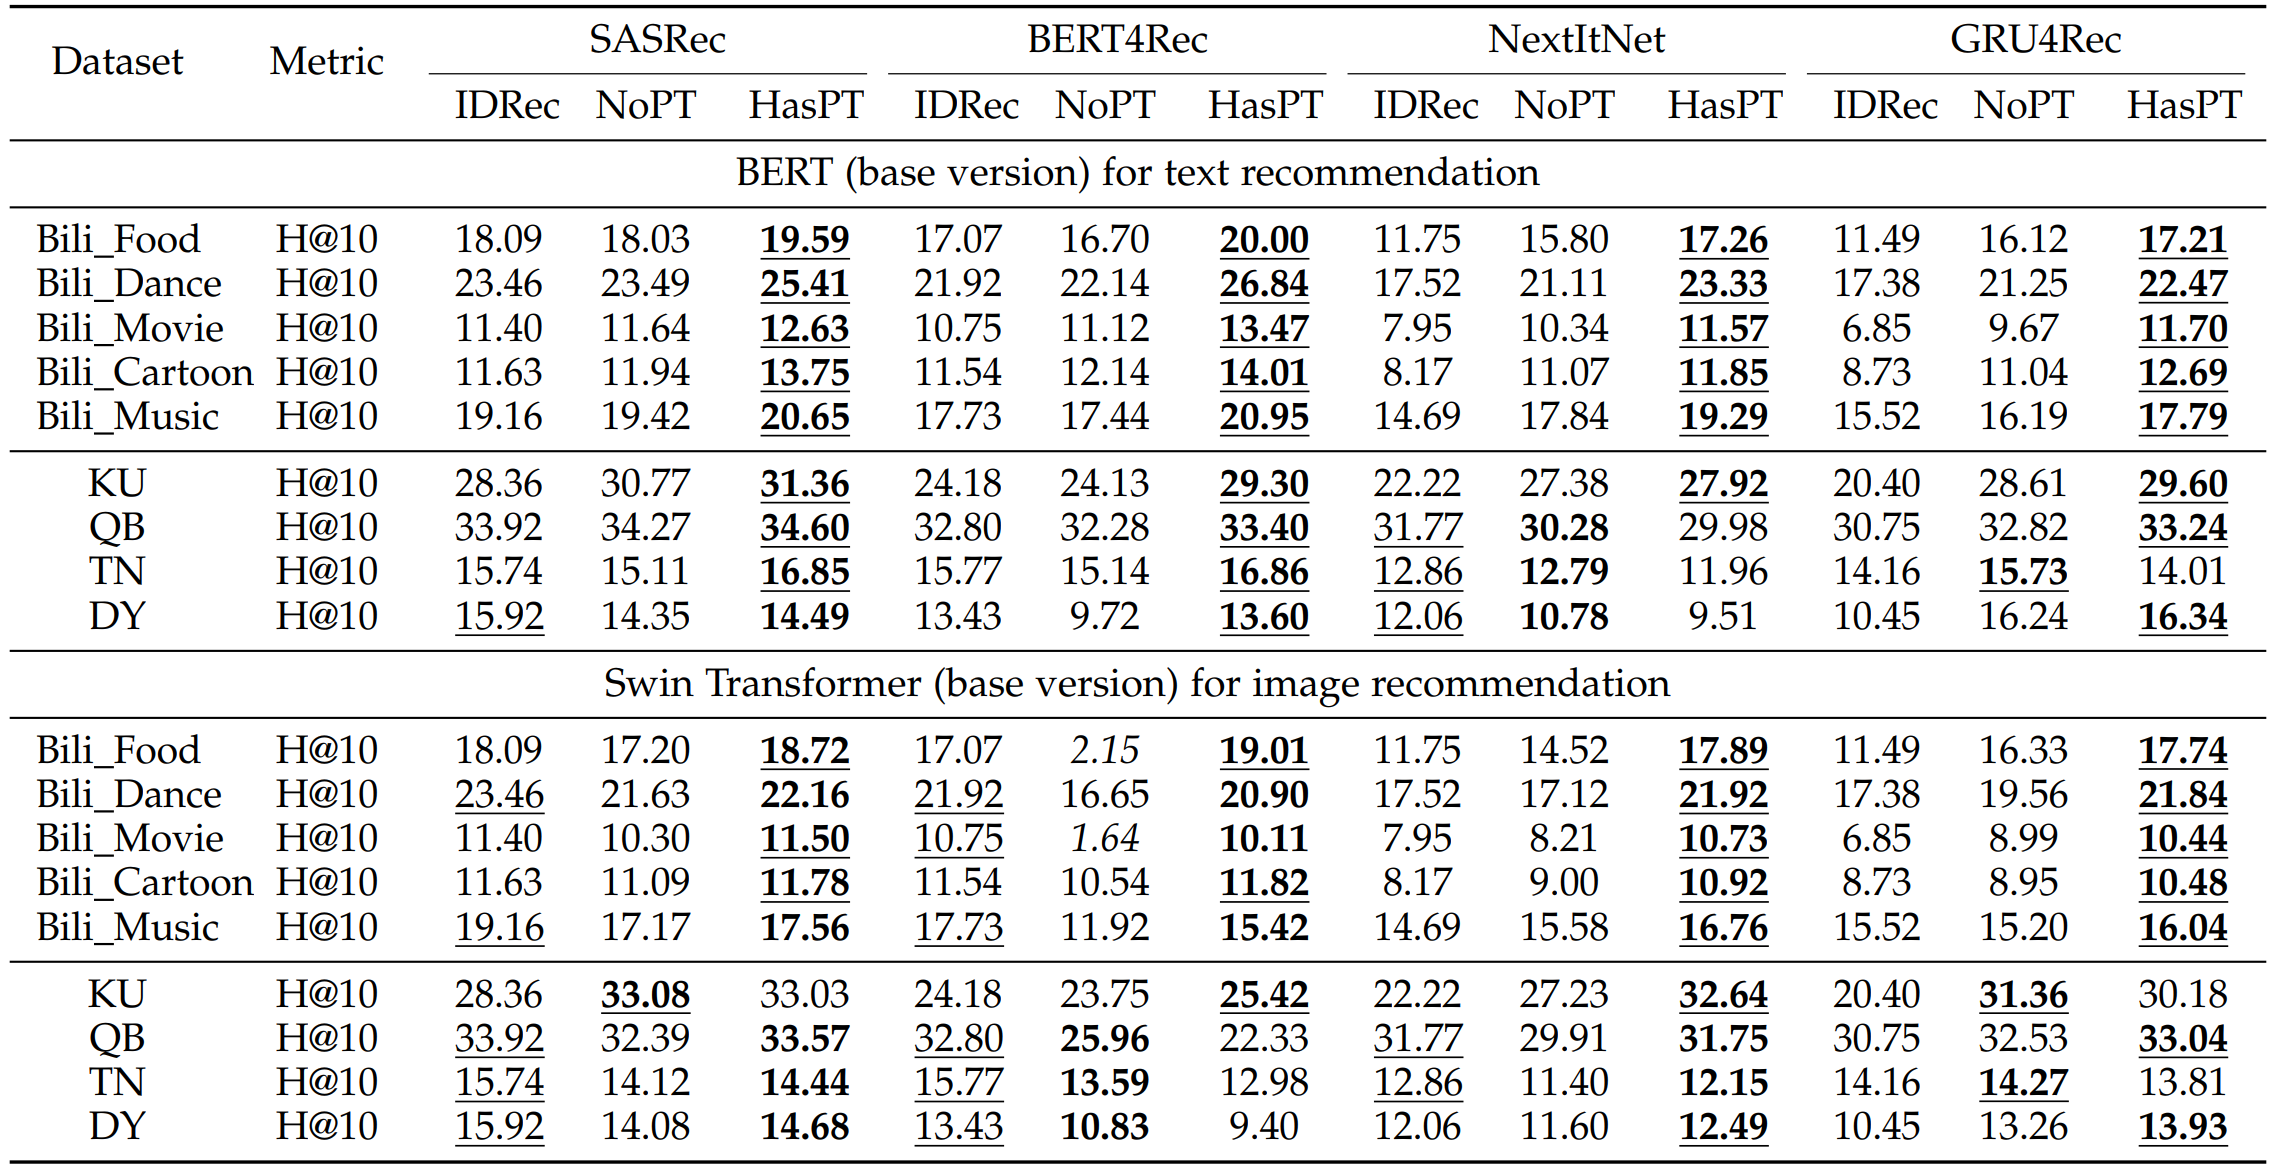 Dataset Metric SASRec BERT4Rec NextItNet GRU4Rec
IDRec NoPT HasPT IDRec NoPT HasPT IDRec NoPT HasPT IDRec NoPT HasPT
BERT (base version) for text recommendation
Bili_Food H@10 18.09 18.03 19.59 17.07 16.70 20.00 11.75 15.80 17.26 11.49 16.12 17.21
Bili_Dance H@10 23.46 23.49 25.41 21.92 22.14 26.84 17.52 21.11 23.33 17.38 21.25 22.47
Bili_Movie H@10 11.40 11.64 12.63 10.75 11.12 13.47 7.95 10.34 11.57 6.85 9.67 11.70
Bili_Cartoon H@10 11.63 11.94 13.75 11.54 12.14 14.01 8.17 11.07 11.85 8.73 11.04 12.69
Bili_Music H@10 19.16 19.42 20.65 17.73 17.44 20.95 14.69 17.84 19.29 15.52 16.19 17.79
KU H@10 28.36 30.77 31.36 24.18 24.13 29.30 22.22 27.38 27.92 20.40 28.61 29.60
QB H@10 33.92 34.27 34.60 32.80 32.28 33.40 31.77 30.28 29.98 30.75 32.82 33.24
TN H@10 15.74 15.11 16.85 15.77 15.14 16.86 12.86 12.79 11.96 14.16 15.73 14.01
DY H@10 15.92 14.35 14.49 13.43 9.72 13.60 12.06 10.78 9.51 10.45 16.24 16.34
Swin Transformer (base version) for image recommendation
Bili_Food H@10 18.09 17.20 18.72 17.07 2.15 19.01 11.75 14.52 17.89 11.49 16.33 17.74
Bili_Dance H@10 23.46 21.63 22.16 21.92 16.65 20.90 17.52 17.12 21.92 17.38 19.56 21.84
Bili_Movie H@10 11.40 10.30 11.50 10.75 1.64 10.11 7.95 8.21 10.73 6.85 8.99 10.44
Bili_Cartoon H@10 11.63 11.09 11.78 11.54 10.54 11.82 8.17 9.00 10.92 8.73 8.95 10.48
Bili_Music H@10 19.16 17.17 17.56 17.73 11.92 15.42 14.69 15.58 16.76 15.52 15.20 16.04
KU H@10 28.36 33.08 33.03 24.18 23.75 25.42 22.22 27.23 32.64 20.40 31.36 30.18
QB H@10 33.92 32.39 33.57 32.80 25.96 22.33 31.77 29.91 31.75 30.75 32.53 33.04
TN H@10 15.74 14.12 14.44 15.77 13.59 12.98 12.86 11.40 12.15 14.16 14.27 13.81
DY H@10 15.92 14.08 14.68 13.43 10.83 9.40 12.06 11.60 12.49 10.45 13.26 13.93